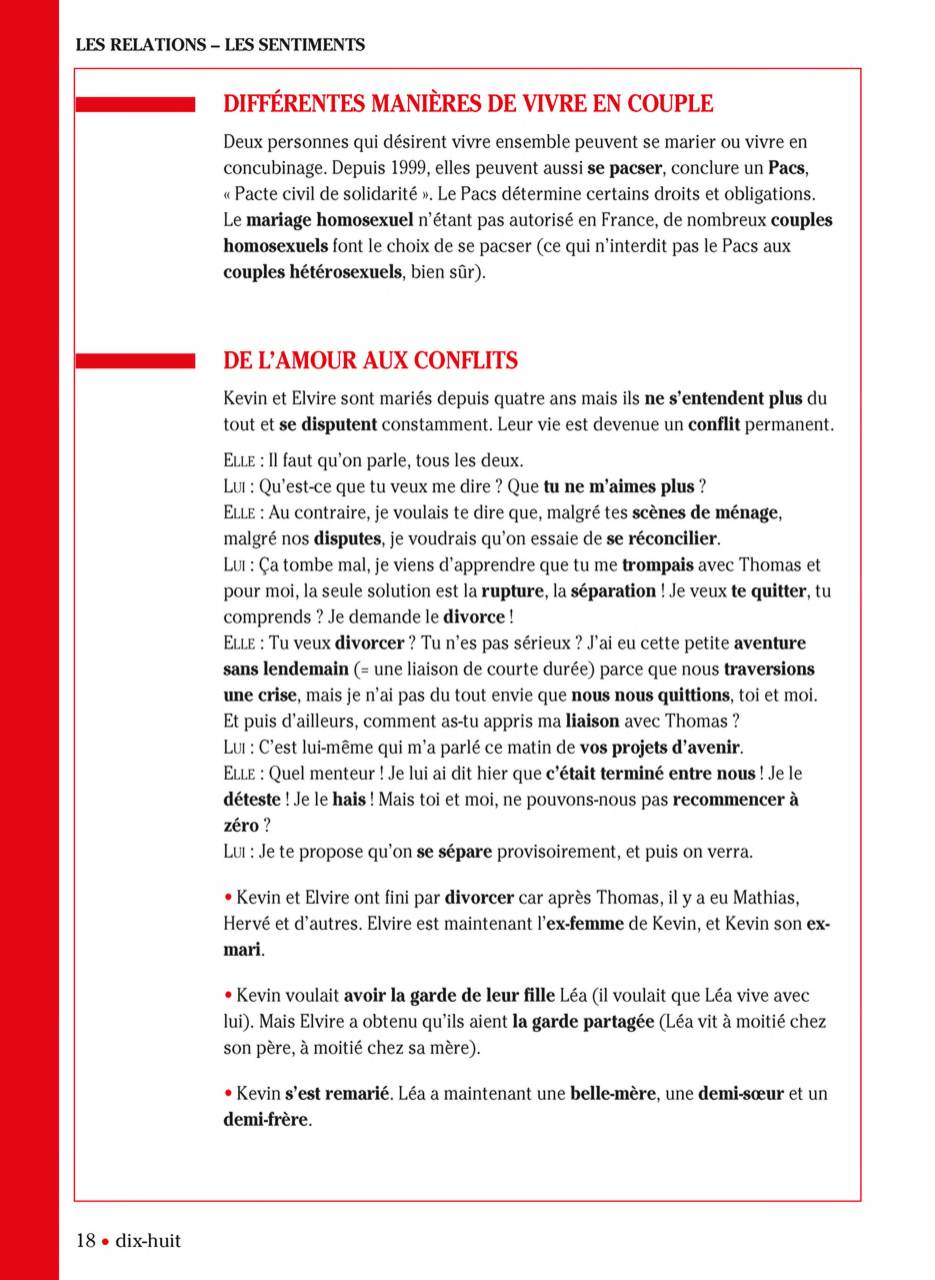 LES RELATIONS – LES SENTIMENTS
DIFFÉRENTES MANIÈRES DE VIVRE EN COUPLE
Deux personnes qui désirent vivre ensemble peuvent se marier ou vivre en
concubinage. Depuis 1999, elles peuvent aussi se pacser, conclure un Pacs,
« Pacte civil de solidarité ». Le Pacs détermine certains droits et obligations.
Le mariage homosexuel n’étant pas autorisé en France, de nombreux couples
homosexuels font le choix de se pacser (ce qui n’interdit pas le Pacs aux
couples hétérosexuels, bien sûr).
DE L’AMOUR AUX CONFLITS
Kevin et Elvire sont mariés depuis quatre ans mais ils ne s’entendent plus du
tout et se disputent constamment. Leur vie est devenue un conflit permanent.
ELLE : Il faut qu’on parle, tous les deux.
LUI : Qu’est-ce que tu veux me dire ? Que tu ne m’aimes plus ?
ELLE : Au contraire, je voulais te dire que, malgré tes scènes de ménage,
malgré nos disputes, je voudrais qu’on essaie de se réconcilier.
LUI : Ça tombe mal, je viens d’apprendre que tu me trompais avec Thomas et
pour moi, la seule solution est la rupture, la séparation ! Je veux te quitter, tu
comprends ? Je demande le divorce !
ELLE : Tu veux divorcer ? Tu n’es pas sérieux ? J’ai eu cette petite aventure
sans lendemain (= une liaison de courte durée) parce que nous traversions
une crise, mais je n’ai pas du tout envie que nous nous quittions, toi et moi.
Et puis d’ailleurs, comment as-tu appris ma liaison avec Thomas ?
LUI : C’est lui-même qui m’a parlé ce matin de vos projets d’avenir.
ELLE : Quel menteur ! Je lui ai dit hier que c’était terminé entre nous ! Je le
déteste ! Je le hais ! Mais toi et moi, ne pouvons-nous pas recommencer à
zéro ?
LUI : Je te propose qu’on se sépare provisoirement, et puis on verra.
• Kevin et Elvire ont fini par divorcer car après Thomas, il y a eu Mathias,
Hervé et d’autres. Elvire est maintenant l’ex-femme de Kevin, et Kevin son ex-
mari.
• Kevin voulait avoir la garde de leur fille Léa (il voulait que Léa vive avec
lui). Mais Elvire a obtenu qu’ils aient la garde partagée (Léa vit à moitié chez
son père, à moitié chez sa mère).
• Kevin s’est remarié. Léa a maintenant une belle-mère, une demi-sœur et un
demi-frère.
18 • dix-huit